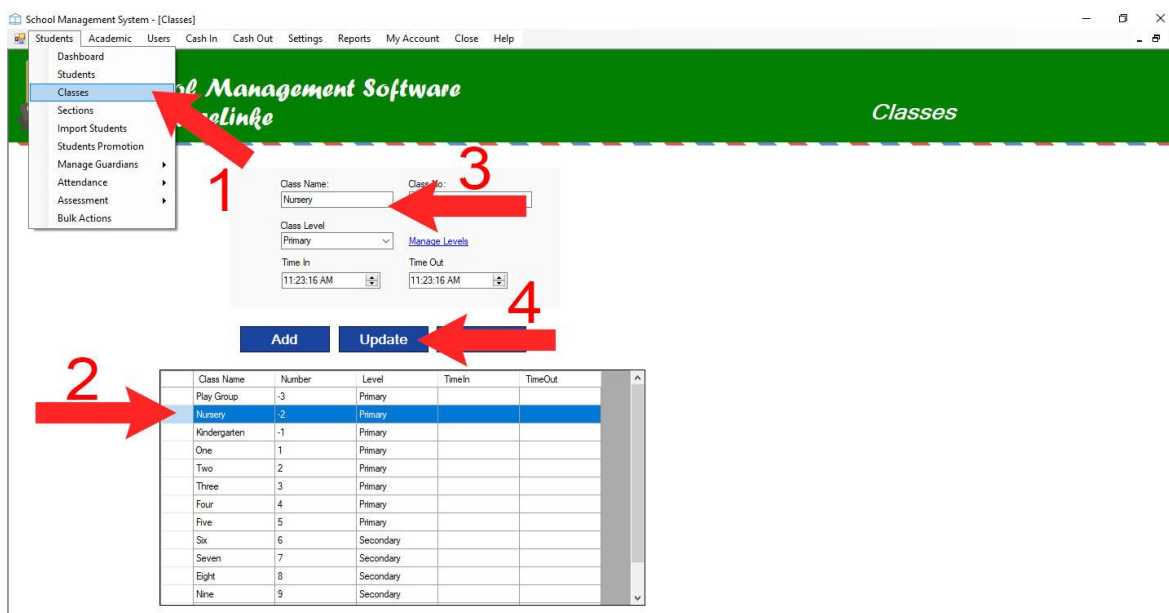 School Management System - [Classes]
Students Academic Users Cash In Cash Out Settings Reports My Account Close Help
Dashboard
Students
Classes
Sections
Import Students
Students Promotion
Manage Guardians
Attendance
Assessment
Bulk Actions
Management Software
Classes
1
2
3
4
Class Name:
Nursery
Class Level
Primary
Manage Levels
Time In Time Out
11:23:16 AM 11:23:16 AM
Add Update
Class Name Number Level TimeIn TimeOut
Play Group -3 Primary
Nursery -2 Primary
Kindergarten -1 Primary
One 1 Primary
Two 2 Primary
Three 3 Primary
Four 4 Primary
Five 5 Primary
Six 6 Secondary
Seven 7 Secondary
Eight 8 Secondary
Nine 9 Secondary